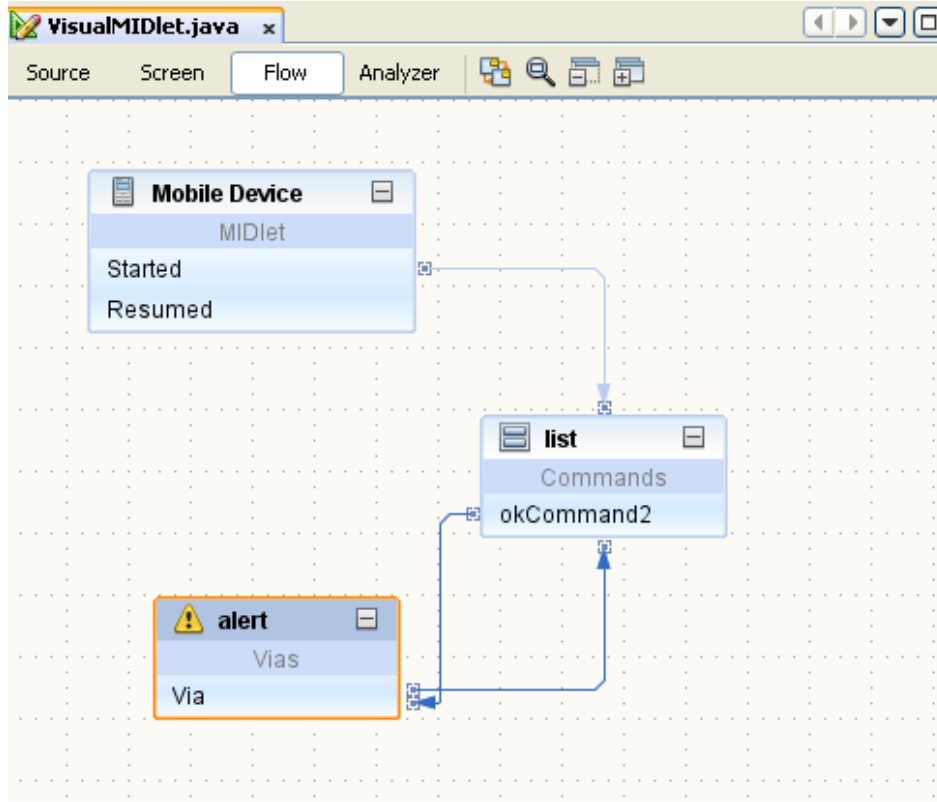 VisualMIDlet.java x
Source Screen Flow Analyzer
Mobile Device
MIDlet
Started
Resumed
list
Commands
okCommand2
alert
Vias
Via